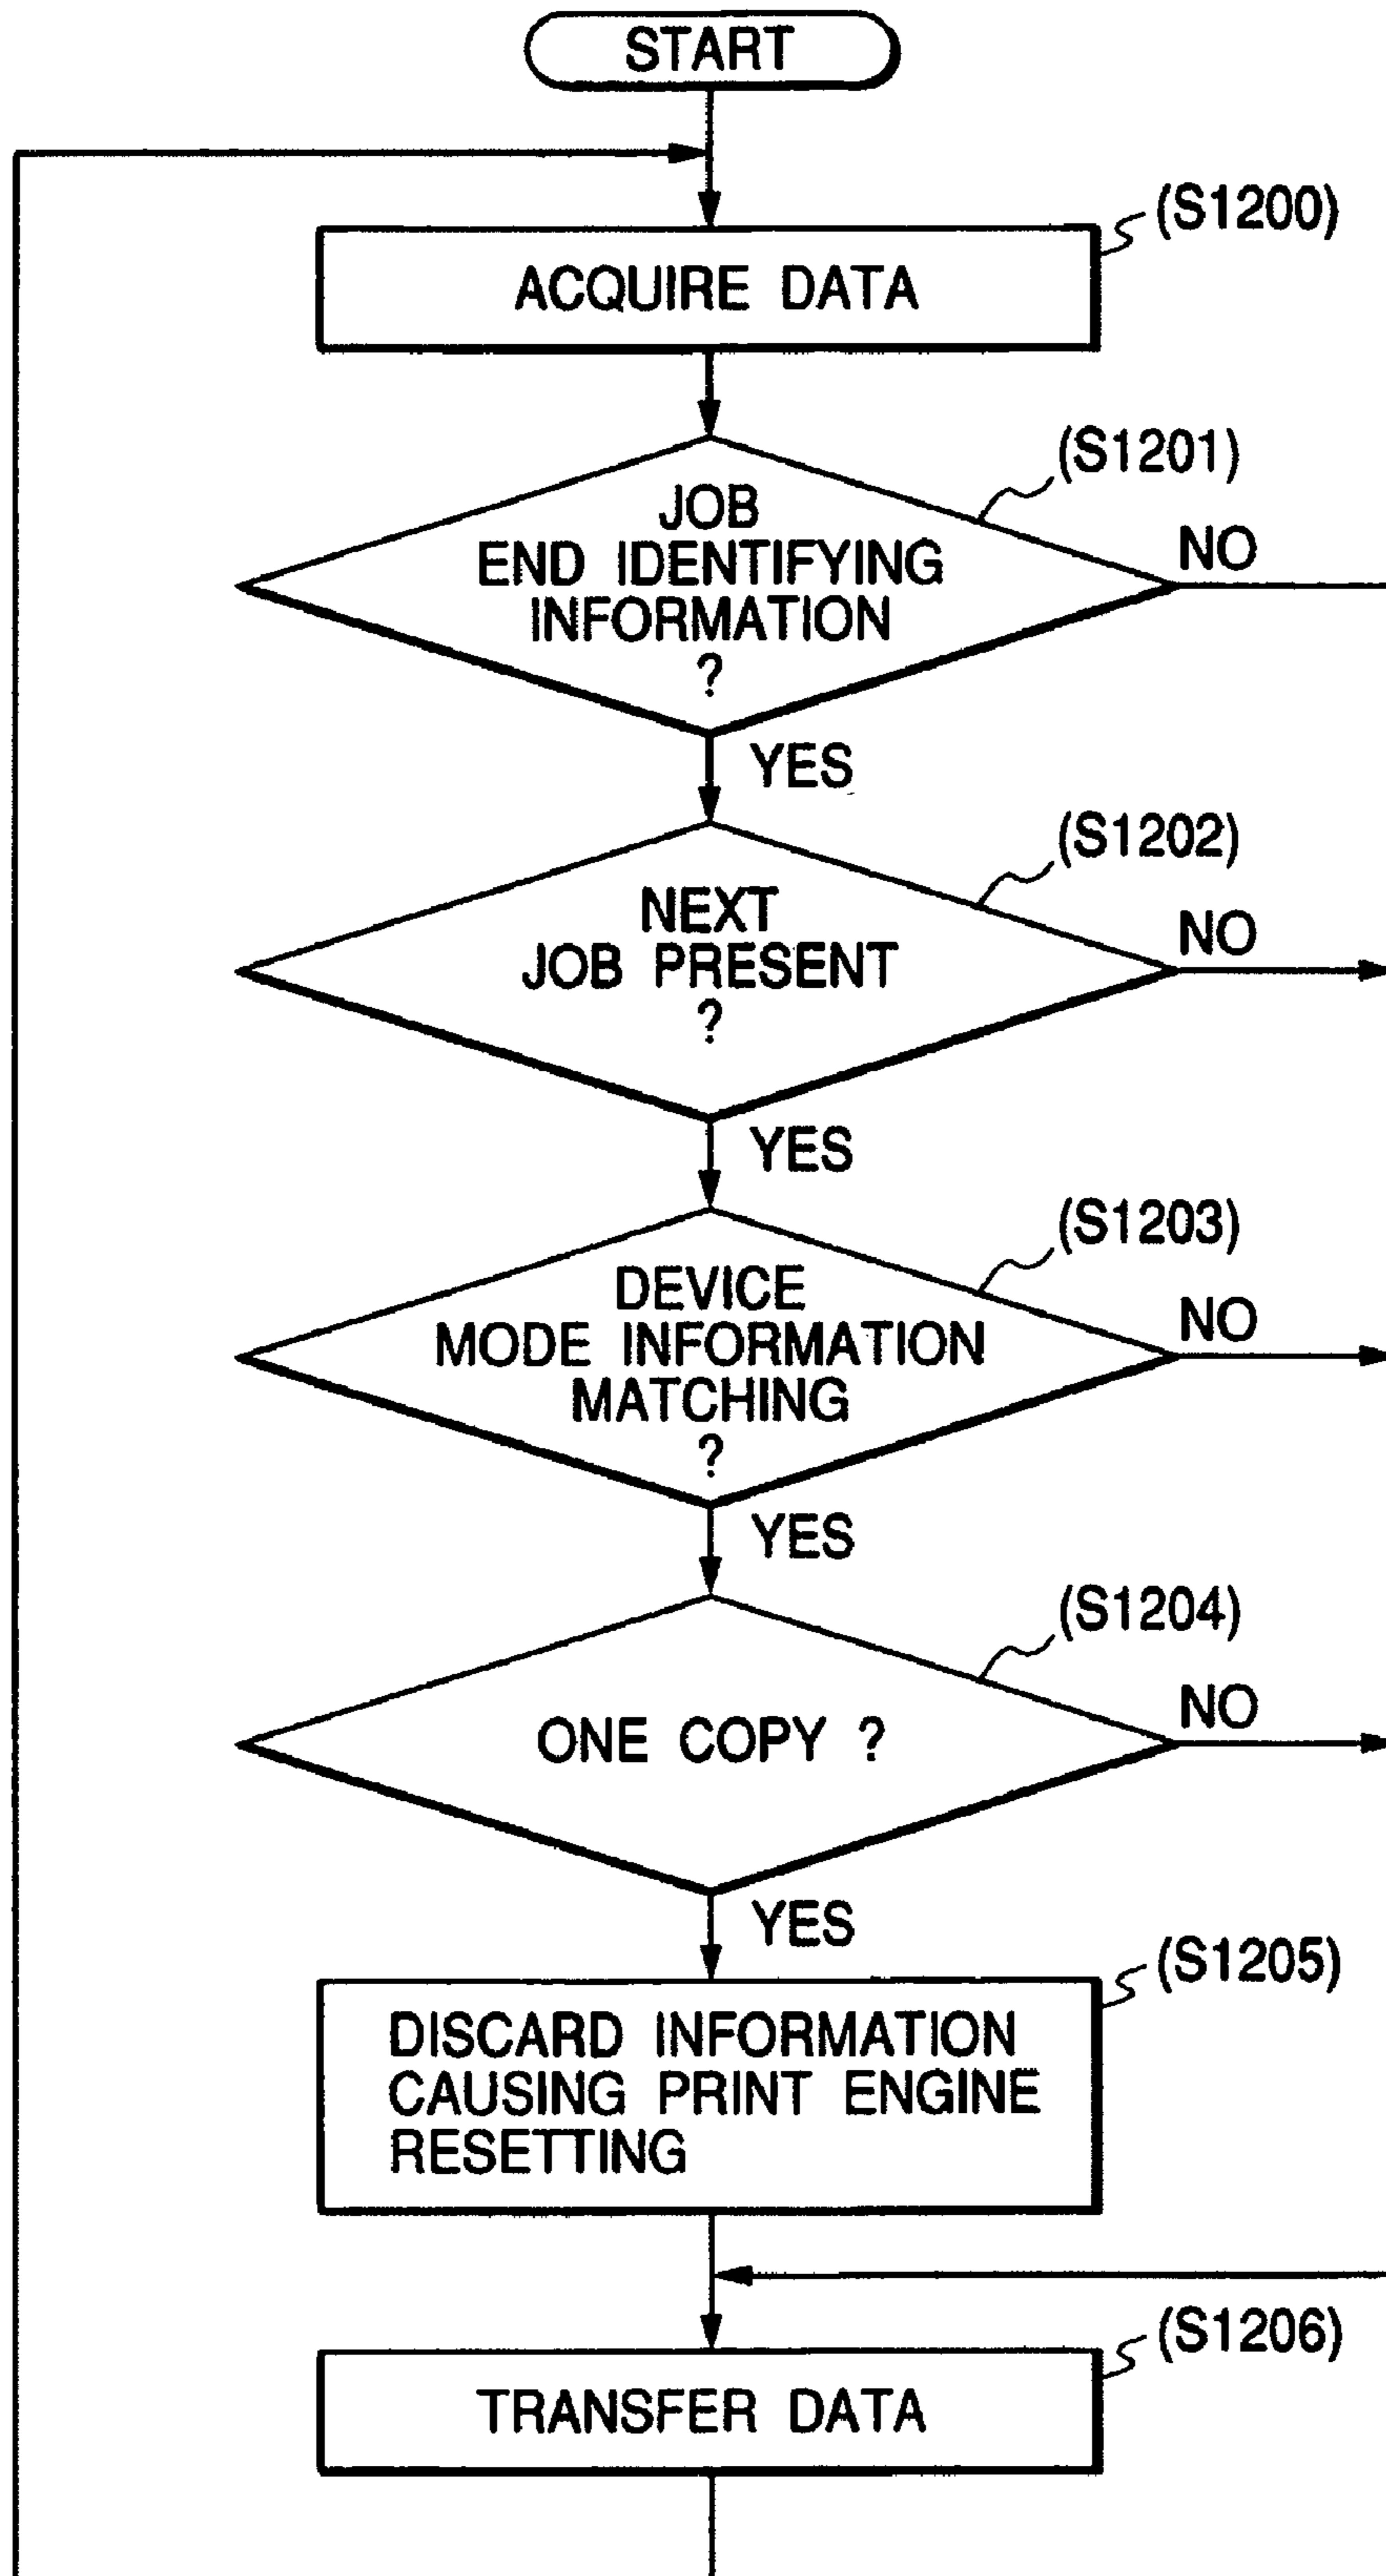 START
(S1200)
ACQUIRE DATA
(S1201)
JOB
END IDENTIFYING
INFORMATION
?
NO
YES
(S1202)
NEXT
JOB PRESENT
?
NO
YES
(S1203)
DEVICE
MODE INFORMATION
MATCHING
?
NO
YES
(S1204)
ONE COPY ?
NO
YES
(S1205)
DISCARD INFORMATION
CAUSING PRINT ENGINE
RESETTING
(S1206)
TRANSFER DATA